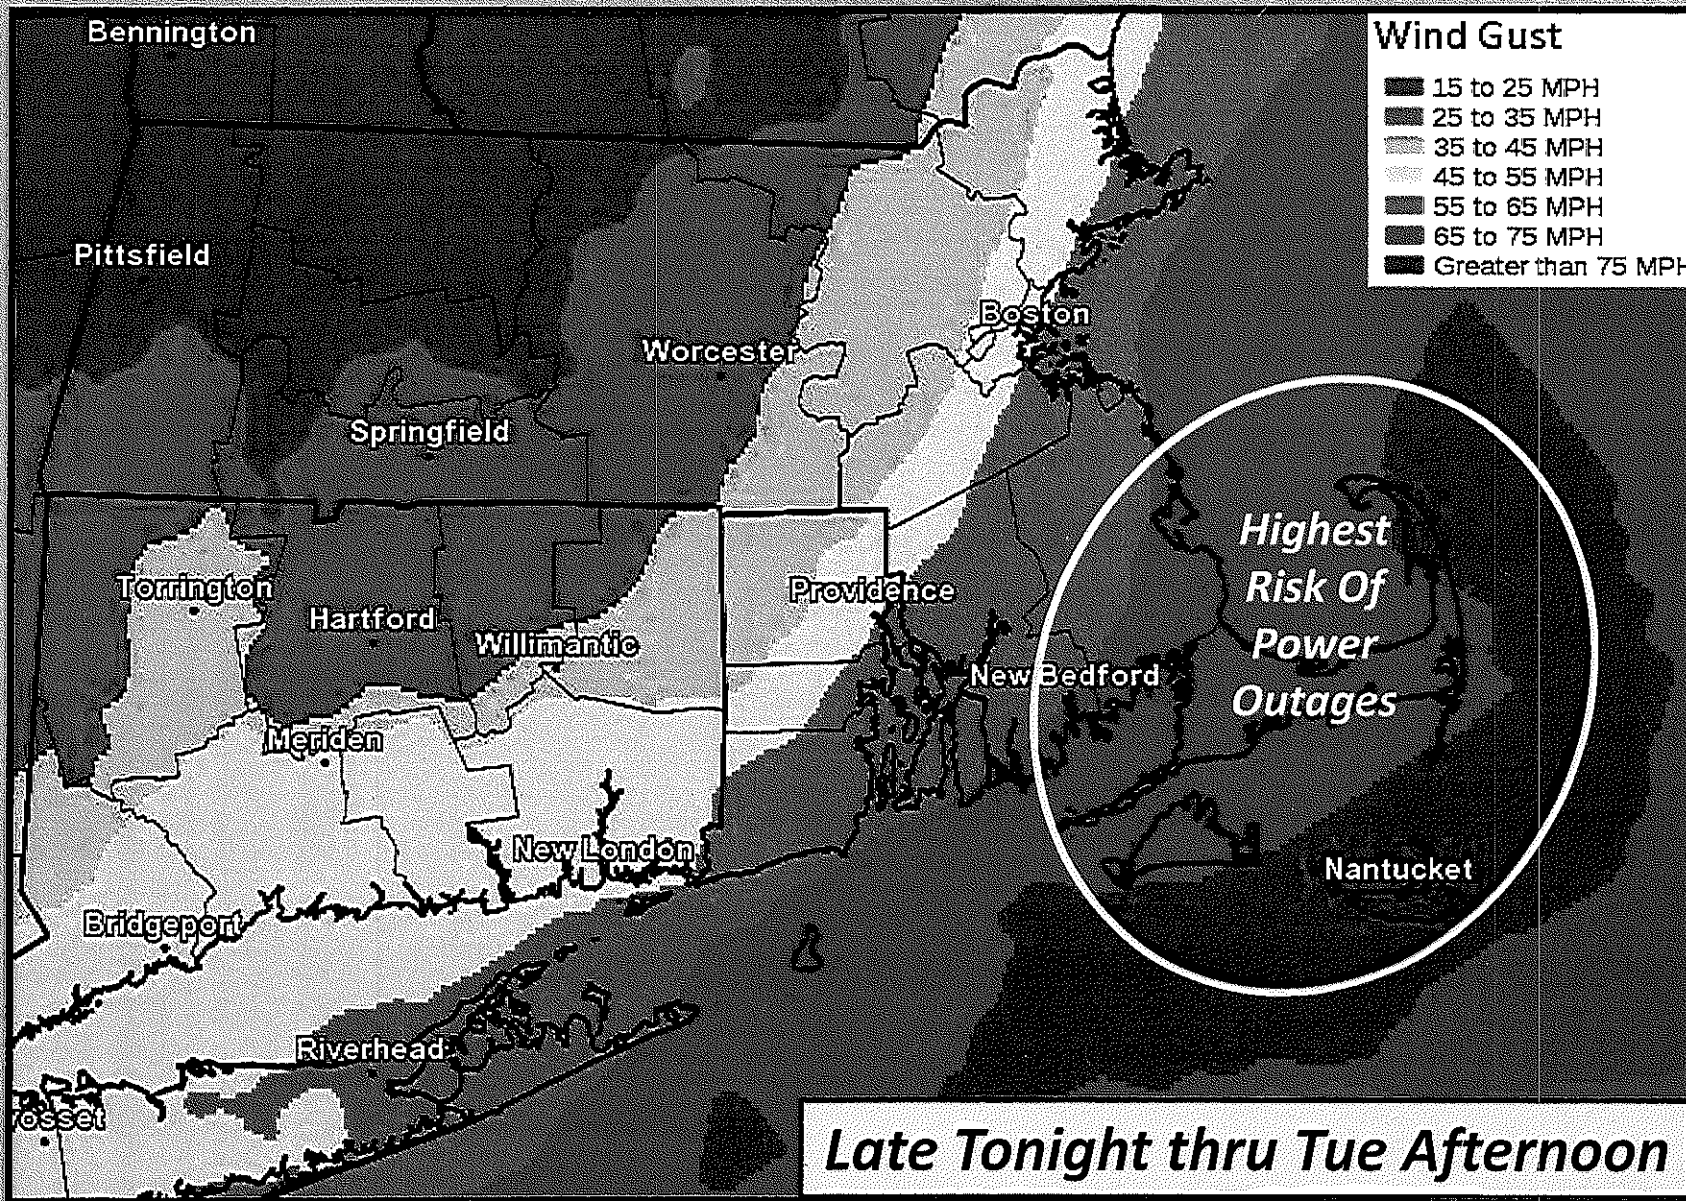 Bennington
Wind Gust
15 to 25 MPH
25 to 35 MPH
35 to 45 MPH
45 to 55 MPH
55 to 65 MPH
65 to 75 MPH
Greater than 75 MPH
Pittsfield
Boston
Worcester
Springfield
Highest
Risk Of
Power
Outages
Torrington
Providence
Hartford
Willimantic
New Bedford
Meriden
New London
Nantucket
Bridgeport
Riverhead
rosset
Late Tonight thru Tue Afternoon